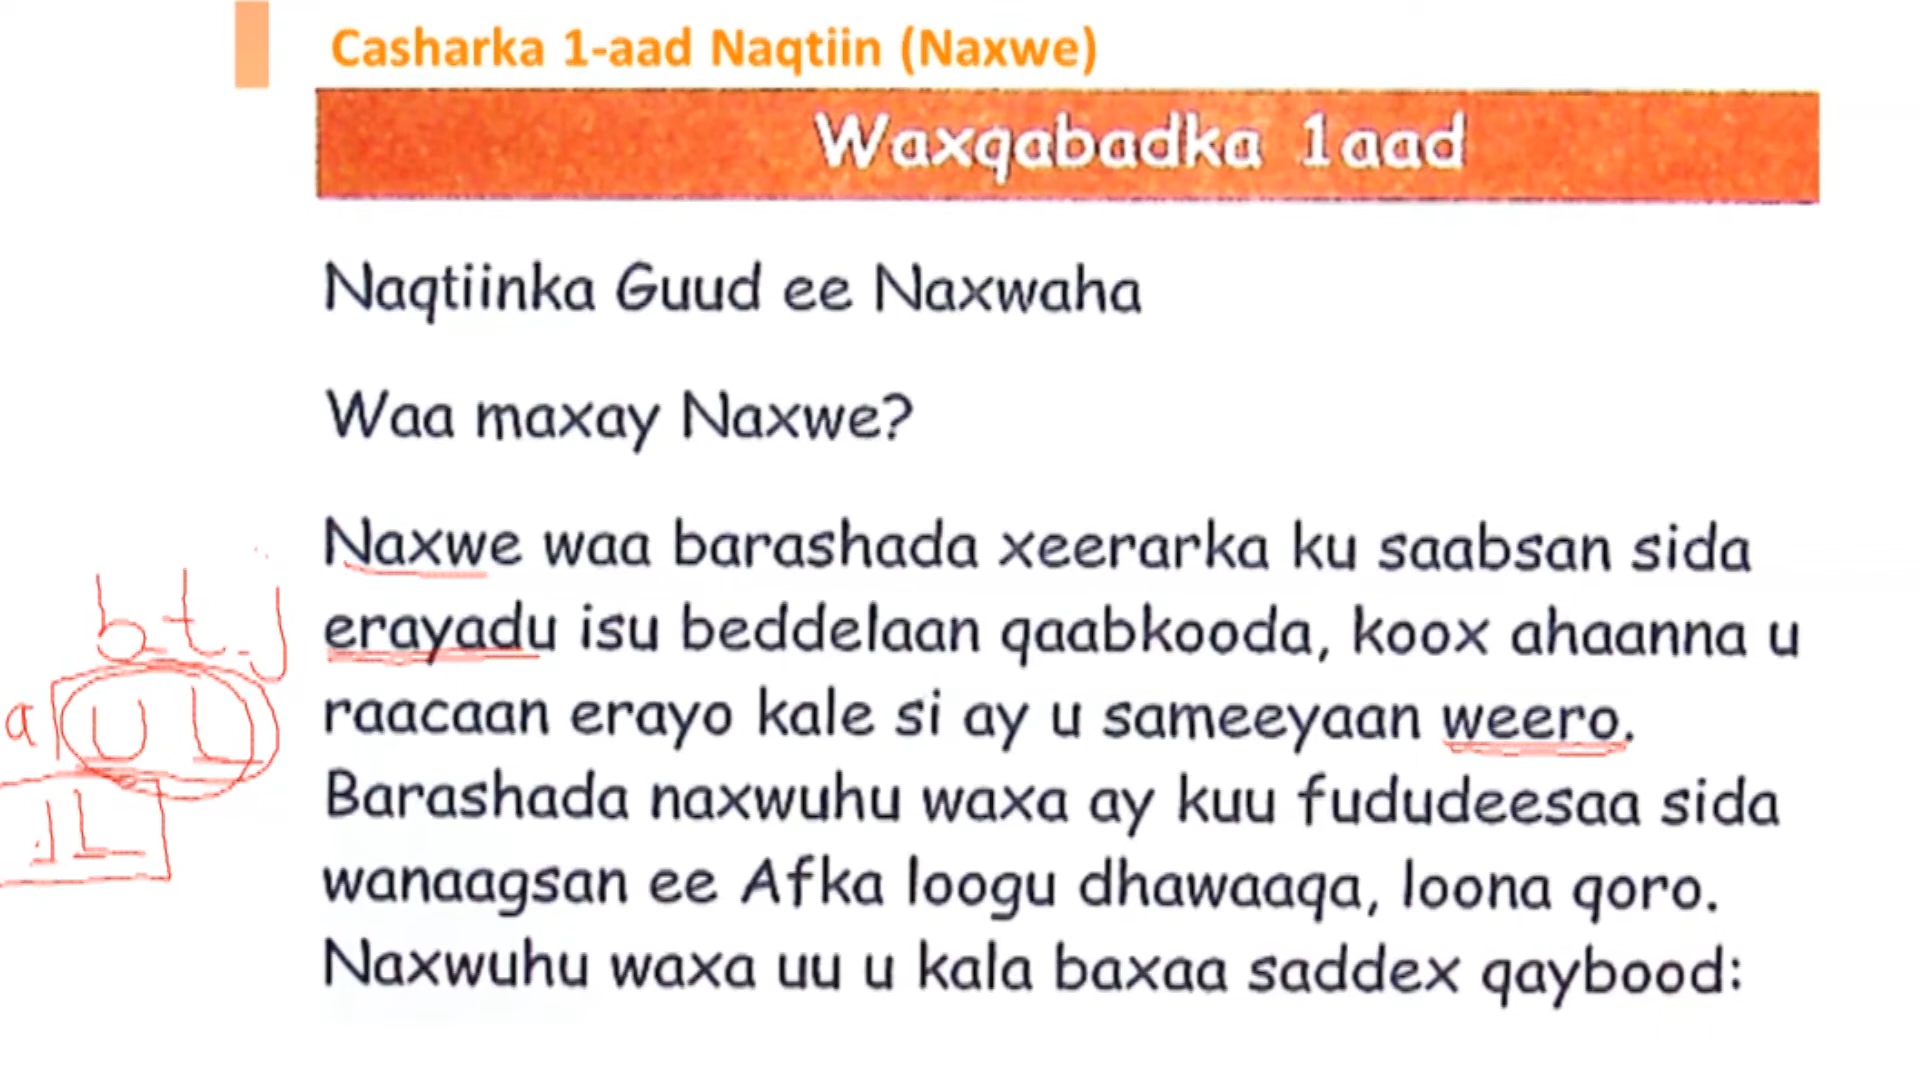 Casharka 1-aad Naqtiin (Naxwe)
Waxqabadka 1aad
Naqtiinka Guud ee Naxwaha
Waa maxay Naxwe?
Naxwe waa barashada xeerarka ku saabsan sida
erayadu isu beddelaan qaabkooda, koox ahaanna u
raacaan erayo kale si ay u sameeyaan weero.
Barashada naxwuhu waxa ay kuu fududeesaa sida
wanaagsan ee Afka loogu dhawaaqa, loona qoro.
Naxwuhu waxa uu u kala baxaa saddex qaybood:
b t j
a